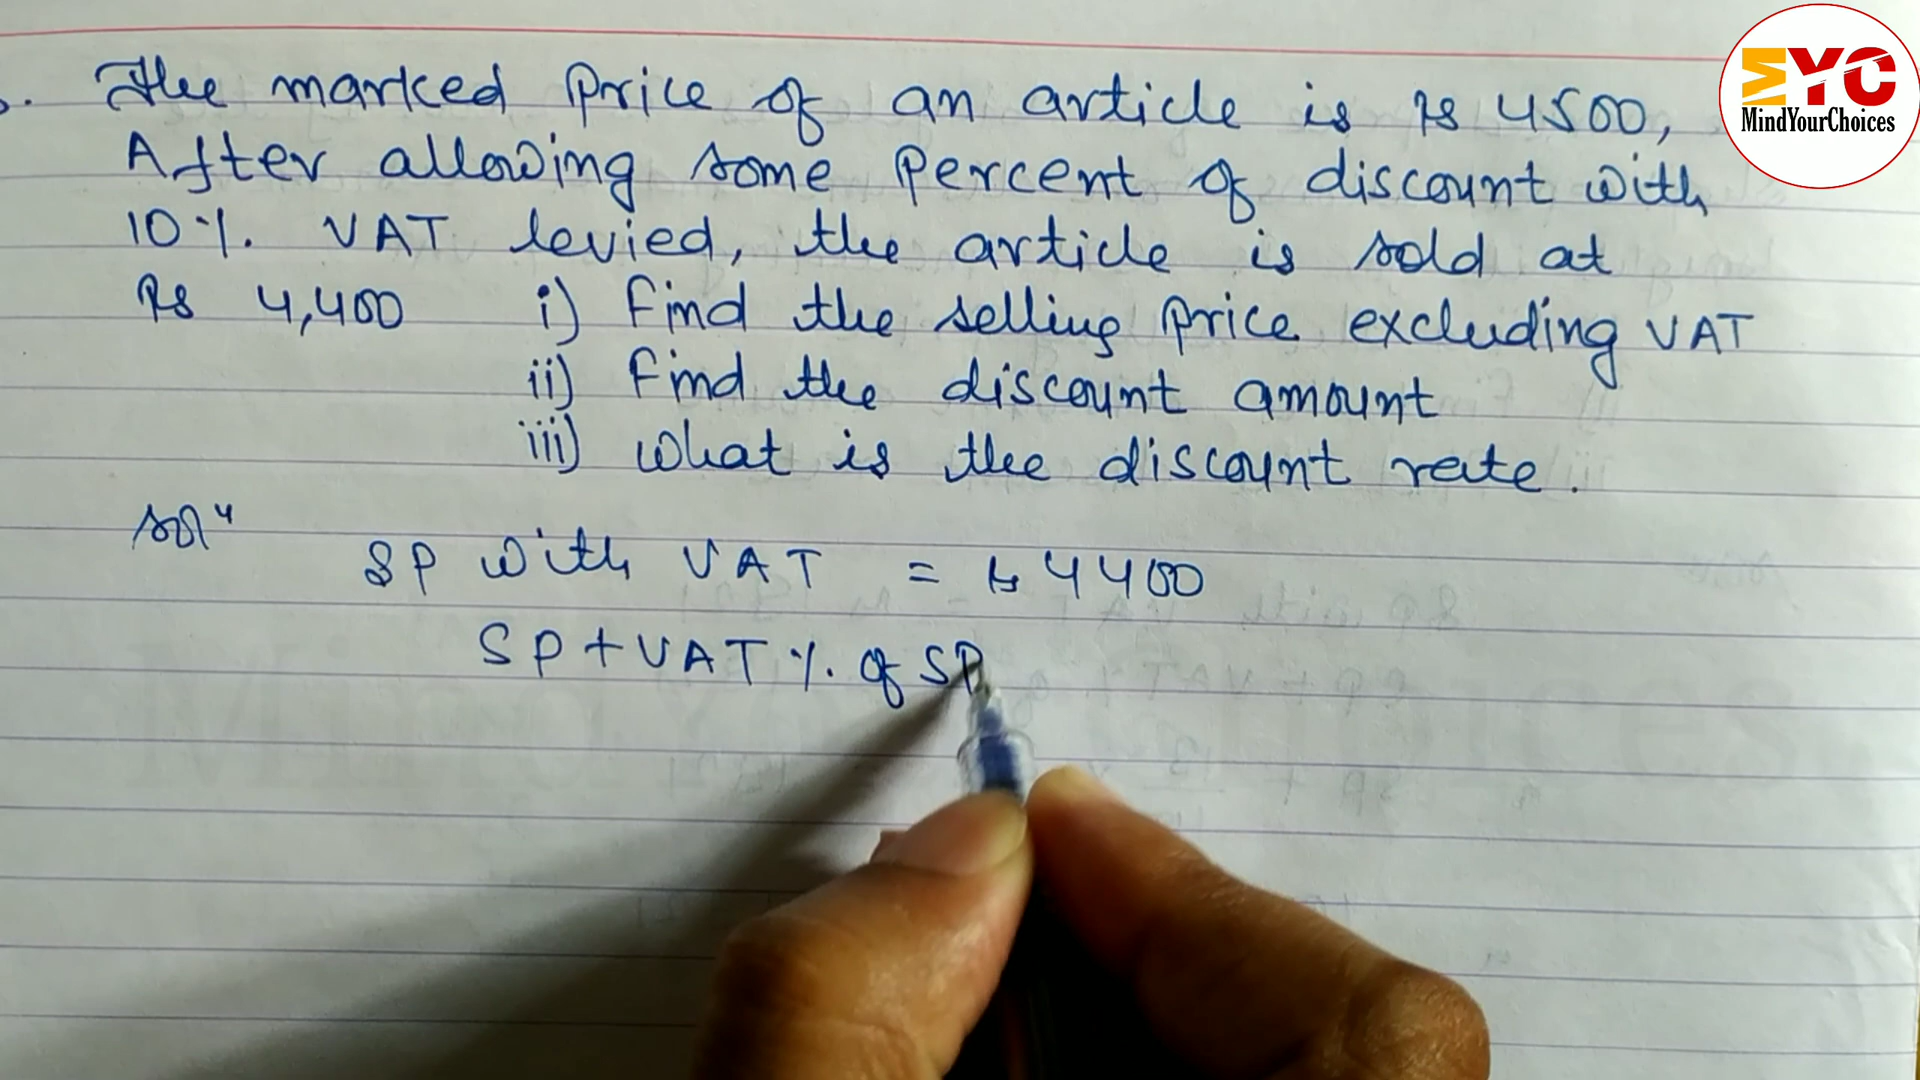 MYC
MindYourChoices
The marked price of an article is Rs 4500,
After allowing some percent of discount with
10%. VAT levied, the article is sold at
Rs 4,400 i) Find the selling price excluding VAT
ii) Find the discount amount
iii) What is the discount rate.
Solⁿ
SP with VAT = Rs 4400
SP + VAT %. of SP